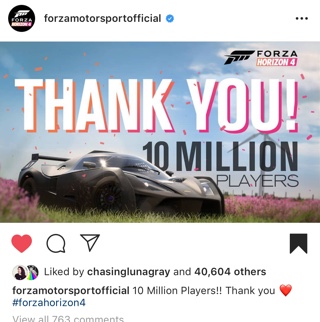 forzamotorsportofficial
FORZA
HORIZON 4
THANK YOU!
10 MILLION
PLAYERS
Liked by chasinglunagray and 40,604 others
forzamotorsportofficial 10 Million Players!! Thank you ❤️
#forzahorizon4
View all 763 comments